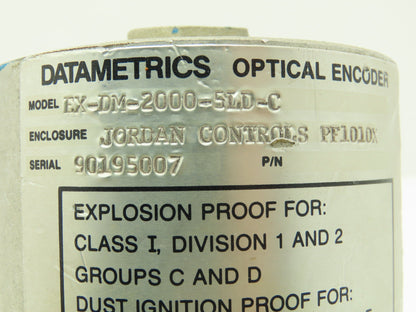 DATAMETRICS OPTICAL ENCODER
MODEL EX-DM-2000-5LD-C
ENCLOSURE JORDAN CONTROLS PF1010X
SERIAL 90195007 P/N
EXPLOSION PROOF FOR:
CLASS I, DIVISION 1 AND 2
GROUPS C AND D
DUST IGNITION PROOF FOR: